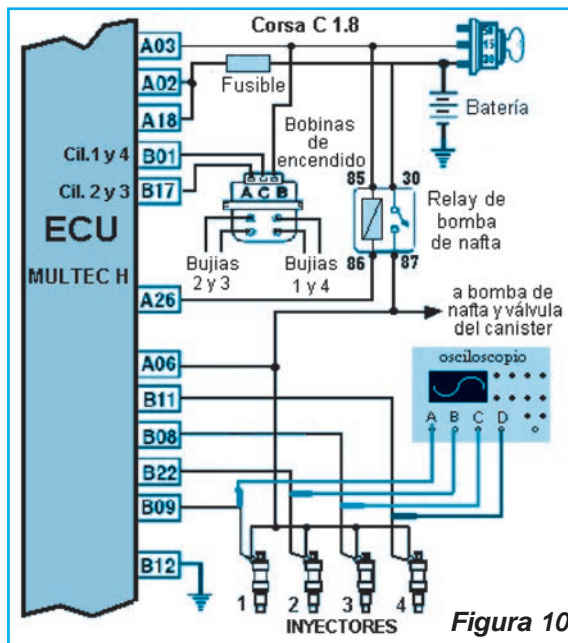 Corsa C 1.8
A03
50
15
30
A02
Fusible
Batería
A18
Bobinas
de
encendido
Cil.1 y 4
B01
Cil. 2 y 3
B17
A C B
85
30
Relay de
bomba
de nafta
ECU
MULTEC H
Bujias
2 y 3
Bujias
1 y 4
86
87
A26
a bomba de
nafta y válvula
del canister
A06
osciloscopio
B11
A B C D
B08
B22
B09
B12
1 2 3 4
INYECTORES
Figura 10